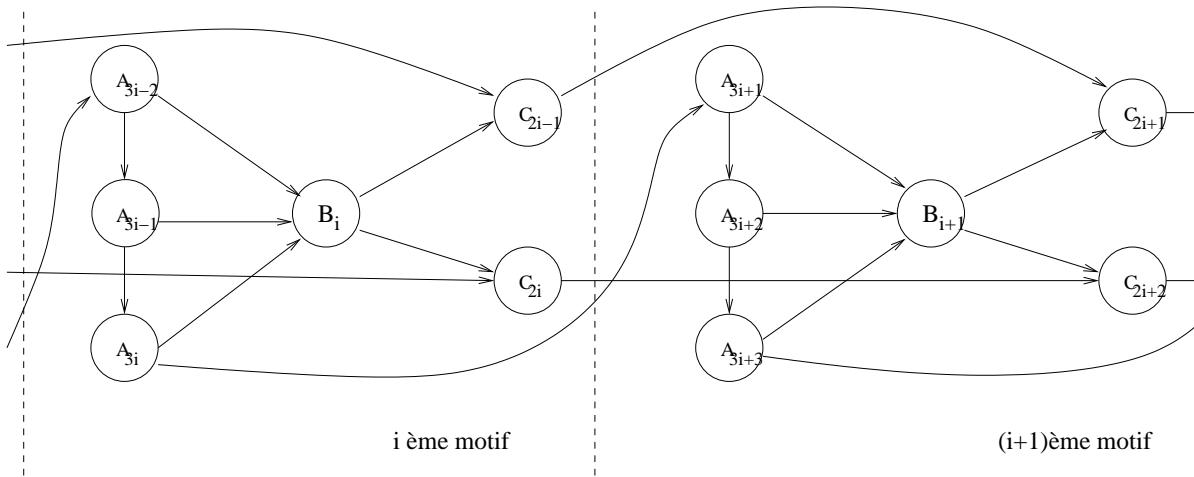 A3i−2
C2i−1
A3i−1
Bi
C2i
A3i
i ème motif
A3i+1
C2i+1
A3i+2
Bi+1
C2i+2
A3i+3
(i+1)ème motif